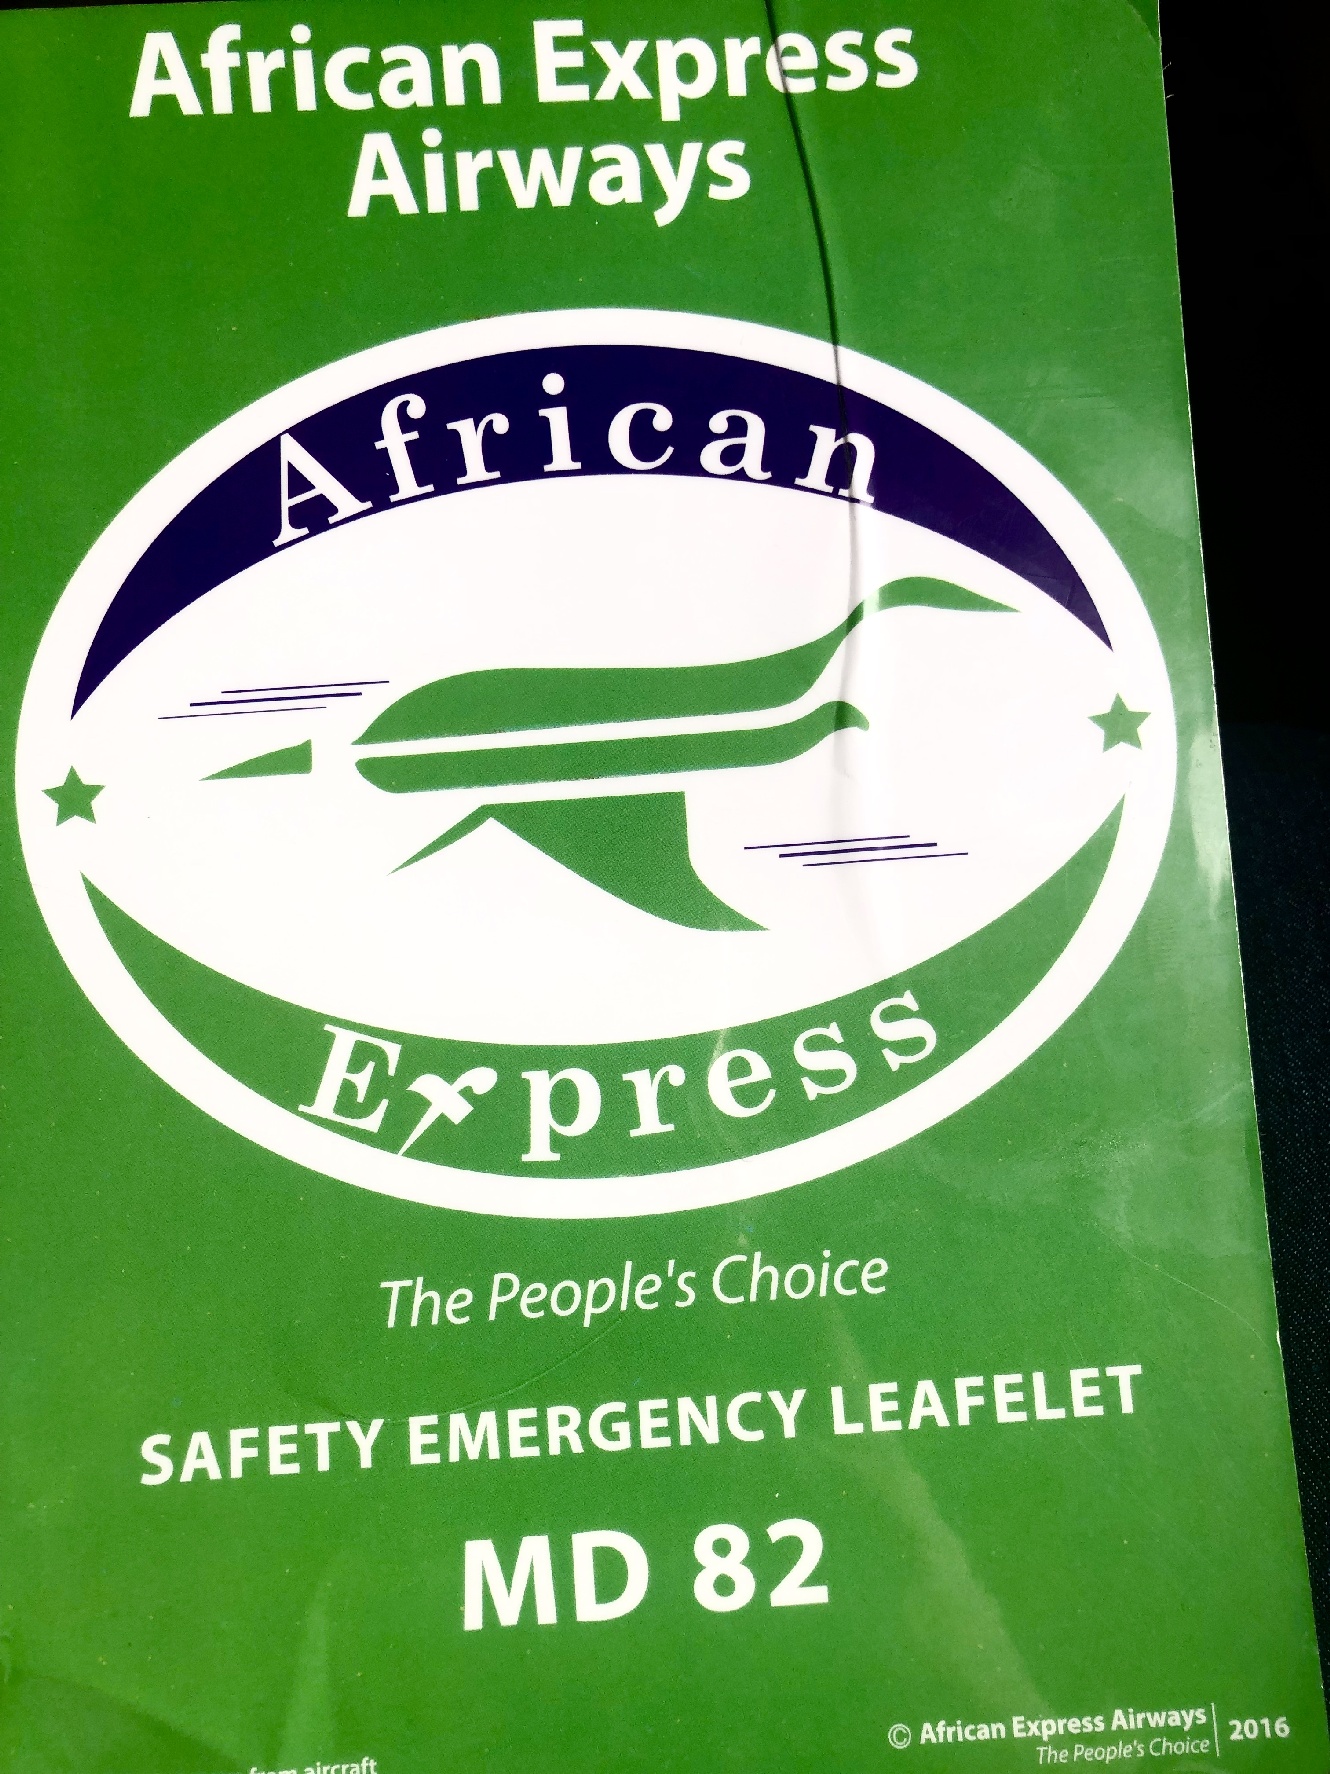 African Express
Airways
African
Express
The People's Choice
SAFETY EMERGENCY LEAFELET
MD 82
© African Express Airways | 2016
The People's Choice
from aircraft